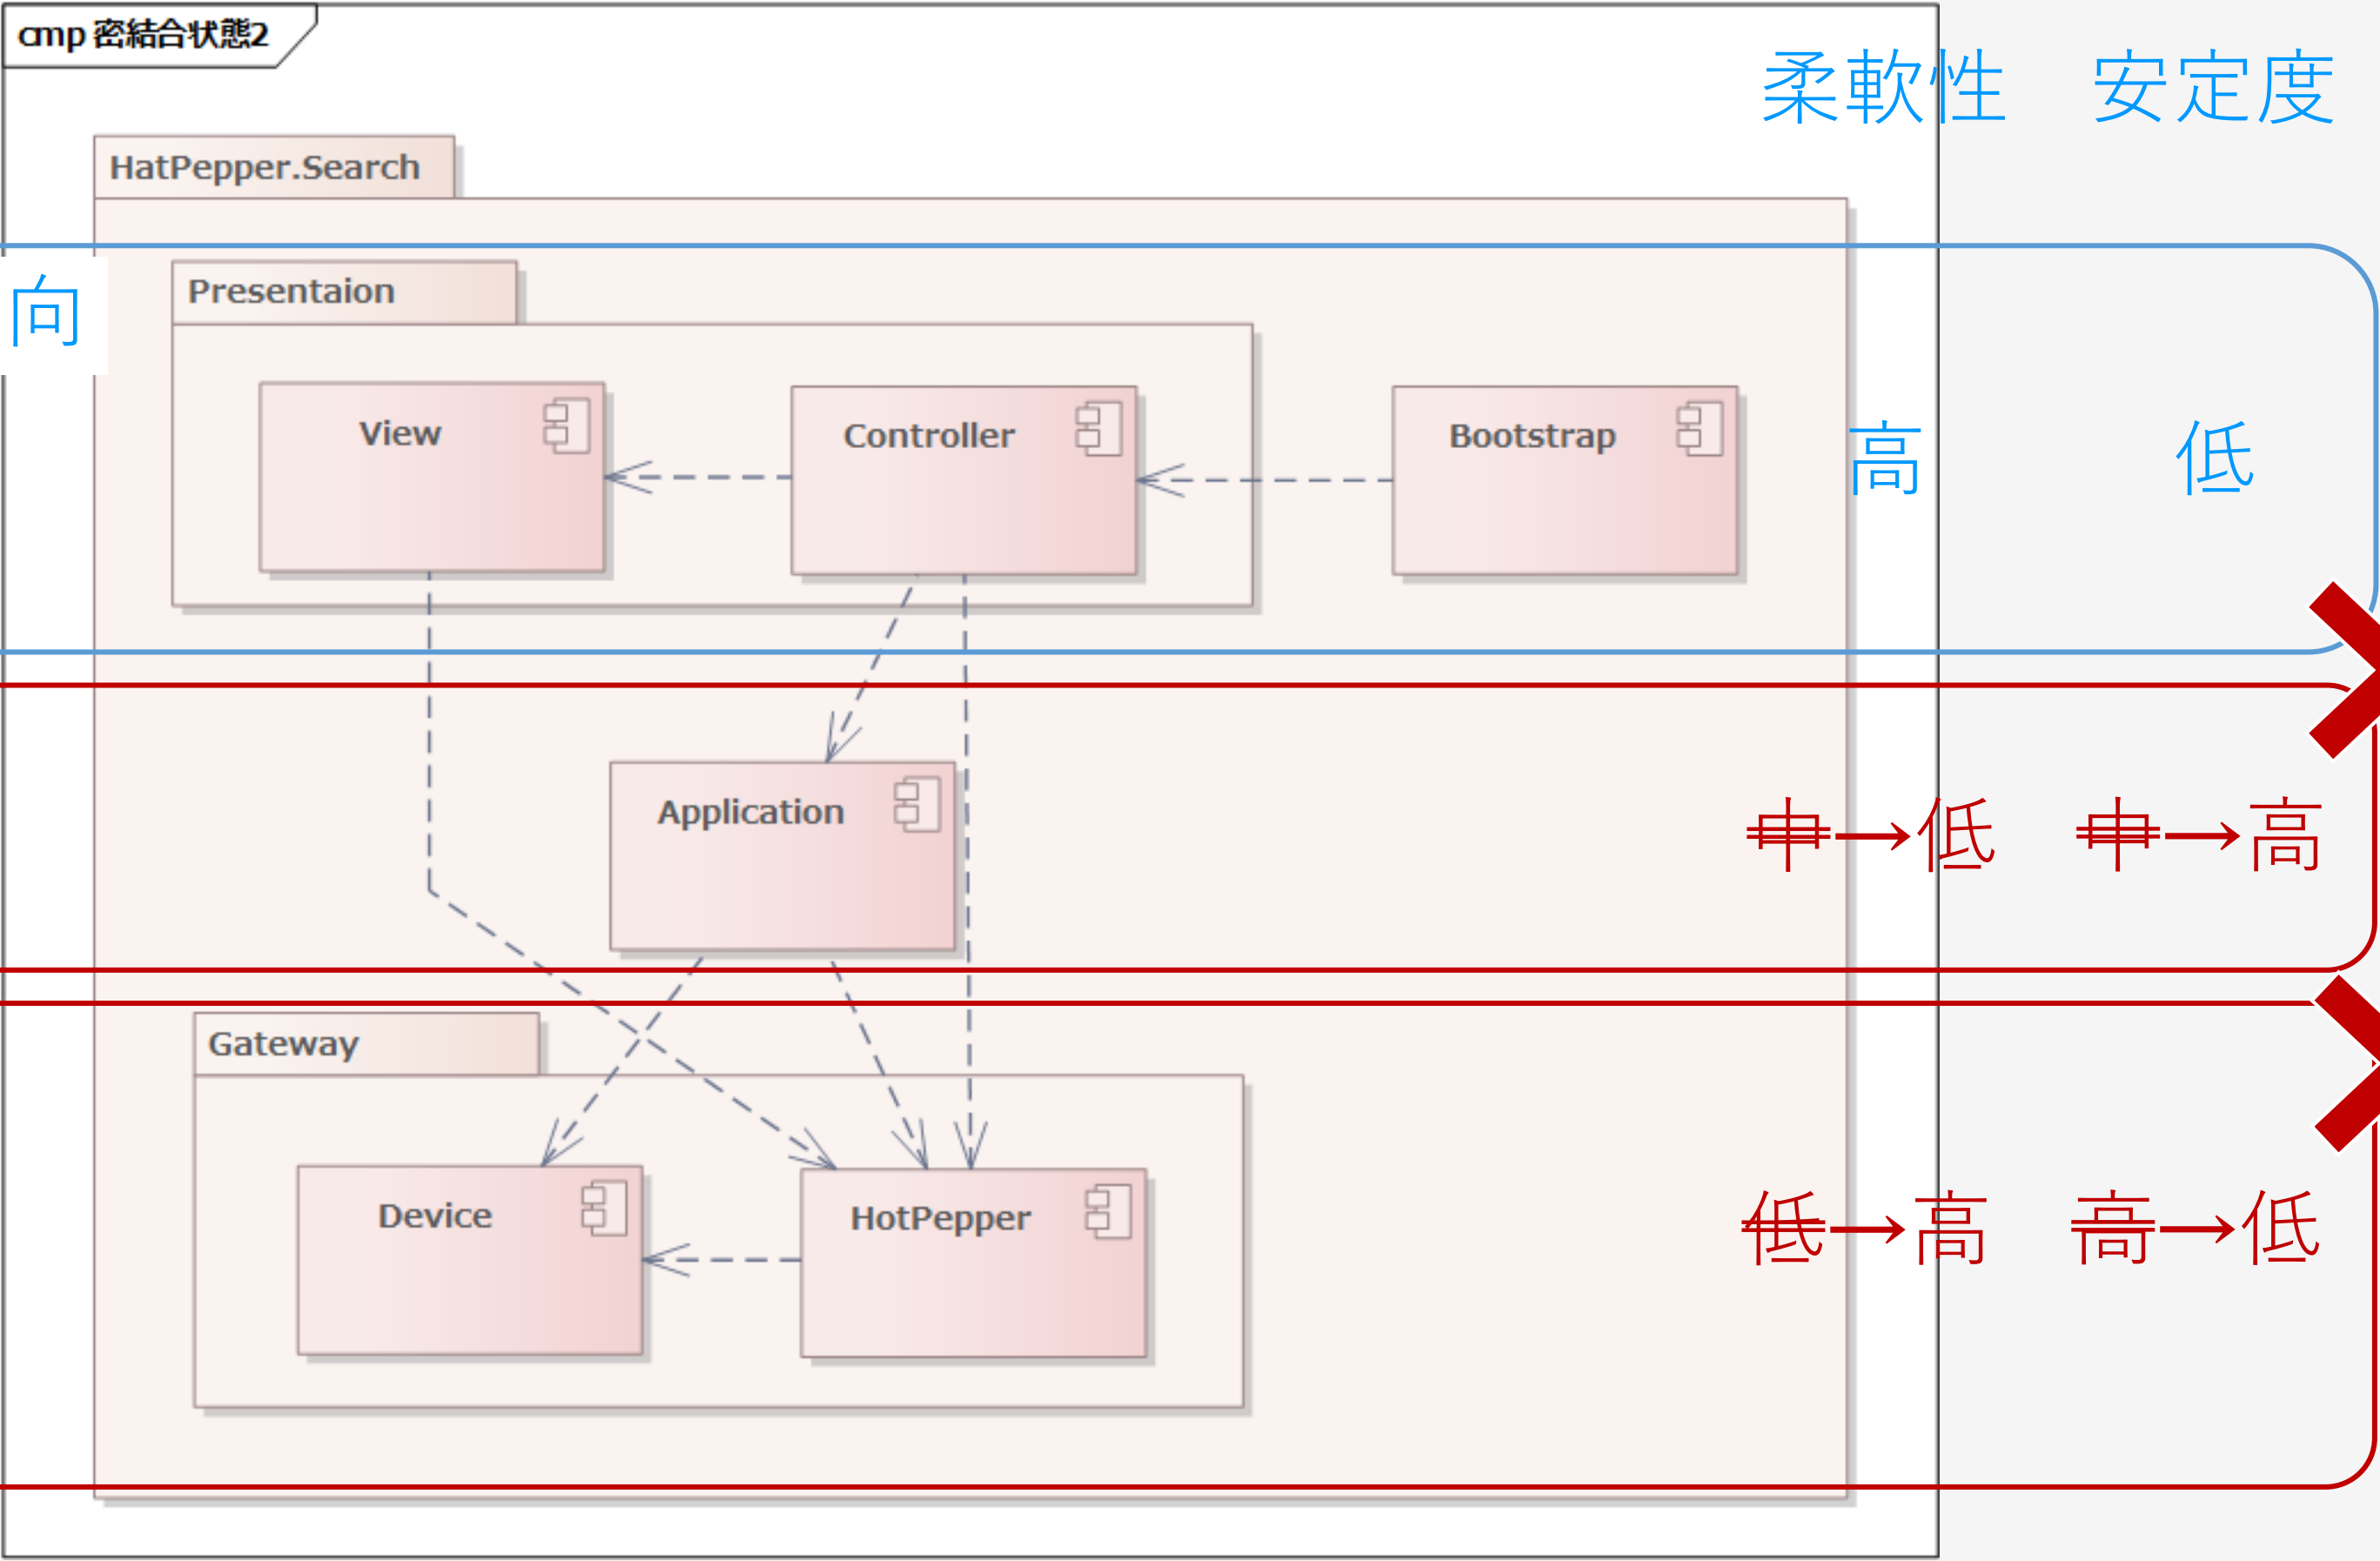 cmp 密結合状態2
柔軟性 安定度
HatPepper.Search
向
Presentaion
View
Controller
Bootstrap
高 低
Application
中→低 中→高
Gateway
Device
HotPepper
低→高 高→低